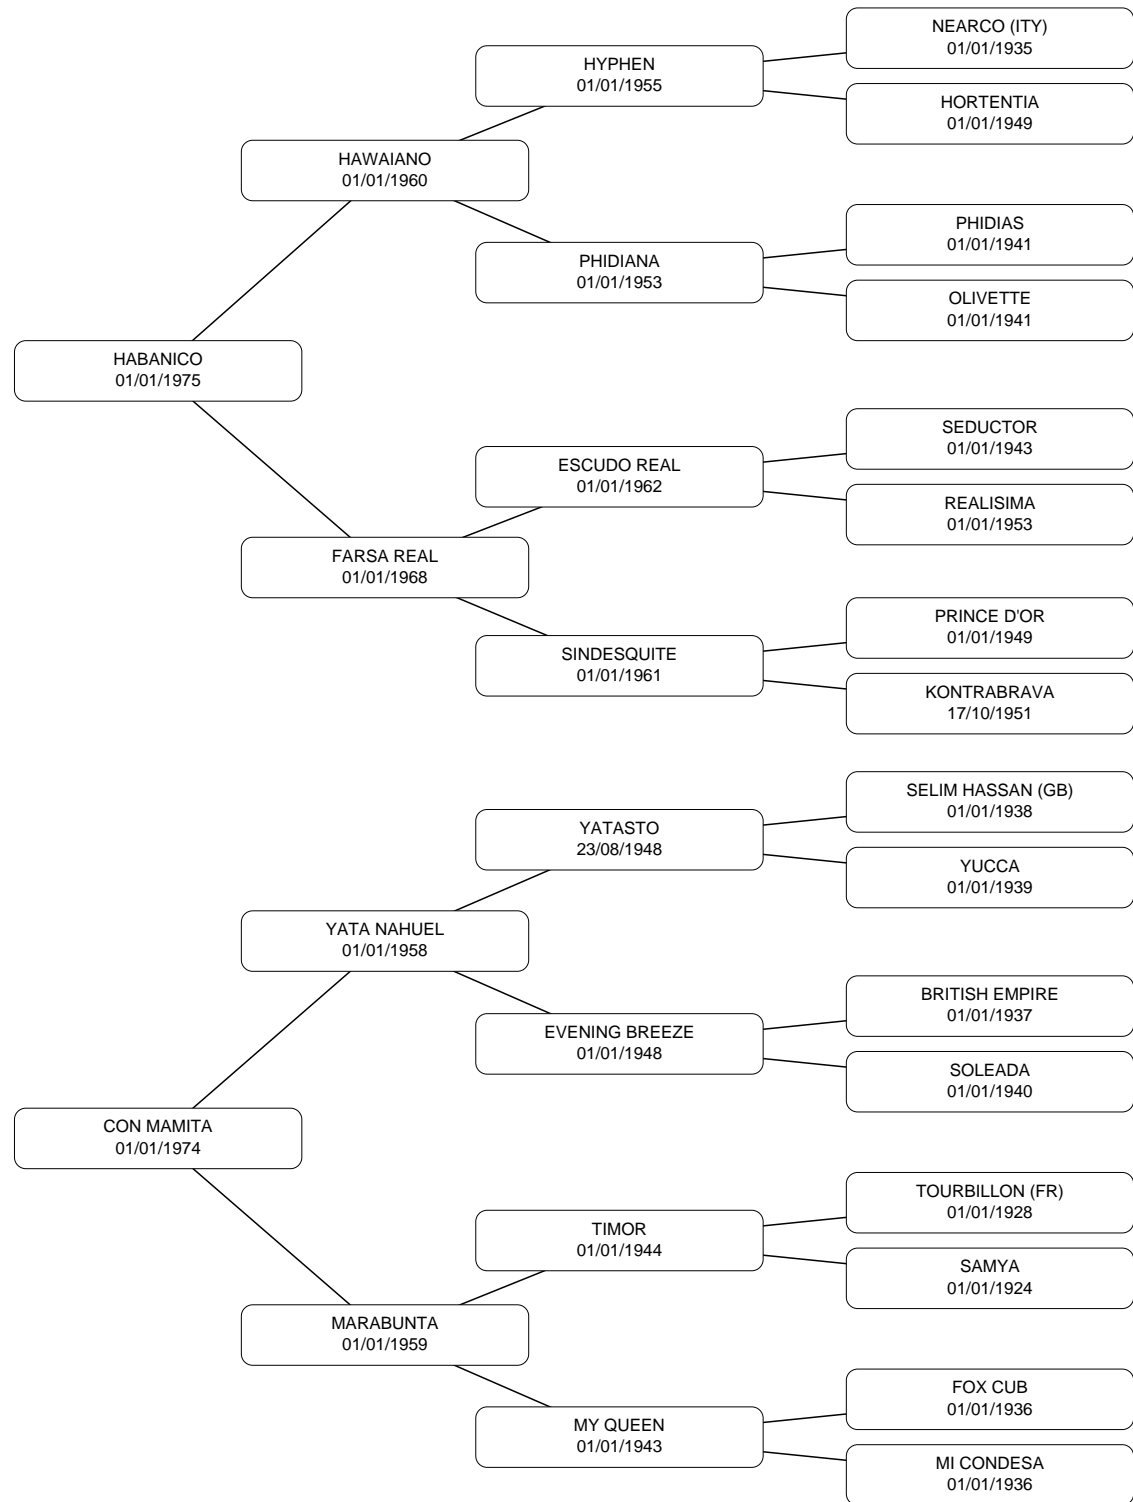 NEARCO (ITY)
01/01/1935
HYPHEN
01/01/1955
HORTENTIA
01/01/1949
HAWAIANO
01/01/1960
PHIDIAS
01/01/1941
PHIDIANA
01/01/1953
OLIVETTE
01/01/1941
HABANICO
01/01/1975
SEDUCTOR
01/01/1943
ESCUDO REAL
01/01/1962
REALISIMA
01/01/1953
FARSA REAL
01/01/1968
PRINCE D'OR
01/01/1949
SINDESQUITE
01/01/1961
KONTRABRAVA
17/10/1951
SELIM HASSAN (GB)
01/01/1938
YATASTO
23/08/1948
YUCCA
01/01/1939
YATA NAHUEL
01/01/1958
BRITISH EMPIRE
01/01/1937
EVENING BREEZE
01/01/1948
SOLEADA
01/01/1940
CON MAMITA
01/01/1974
TOURBILLON (FR)
01/01/1928
TIMOR
01/01/1944
SAMYA
01/01/1924
MARABUNTA
01/01/1959
FOX CUB
01/01/1936
MY QUEEN
01/01/1943
MI CONDESA
01/01/1936